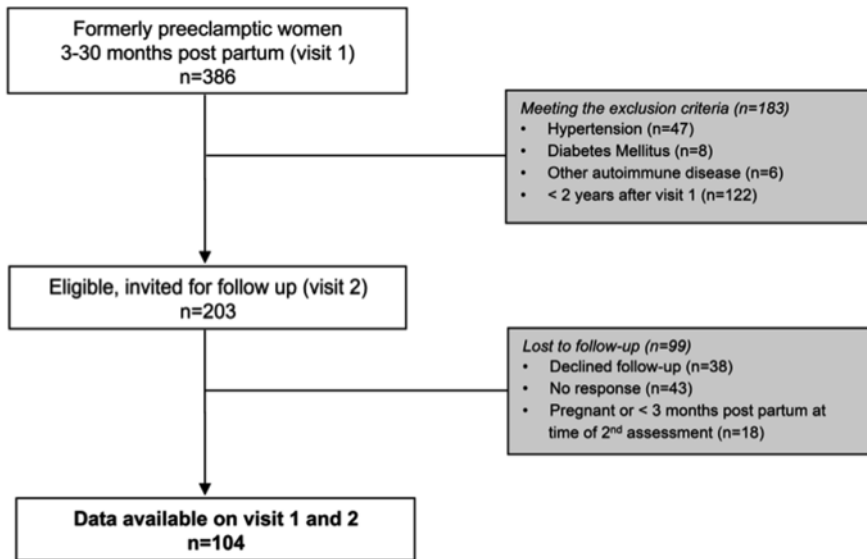 Formerly preeclamptic women
3-30 months post partum (visit 1)
n=386
Meeting the exclusion criteria (n=183)
• Hypertension (n=47)
• Diabetes Mellitus (n=8)
• Other autoimmune disease (n=6)
• < 2 years after visit 1 (n=122)
Eligible, invited for follow up (visit 2)
n=203
Lost to follow-up (n=99)
• Declined follow-up (n=38)
• No response (n=43)
• Pregnant or < 3 months post partum at
time of 2nd assessment (n=18)
Data available on visit 1 and 2
n=104